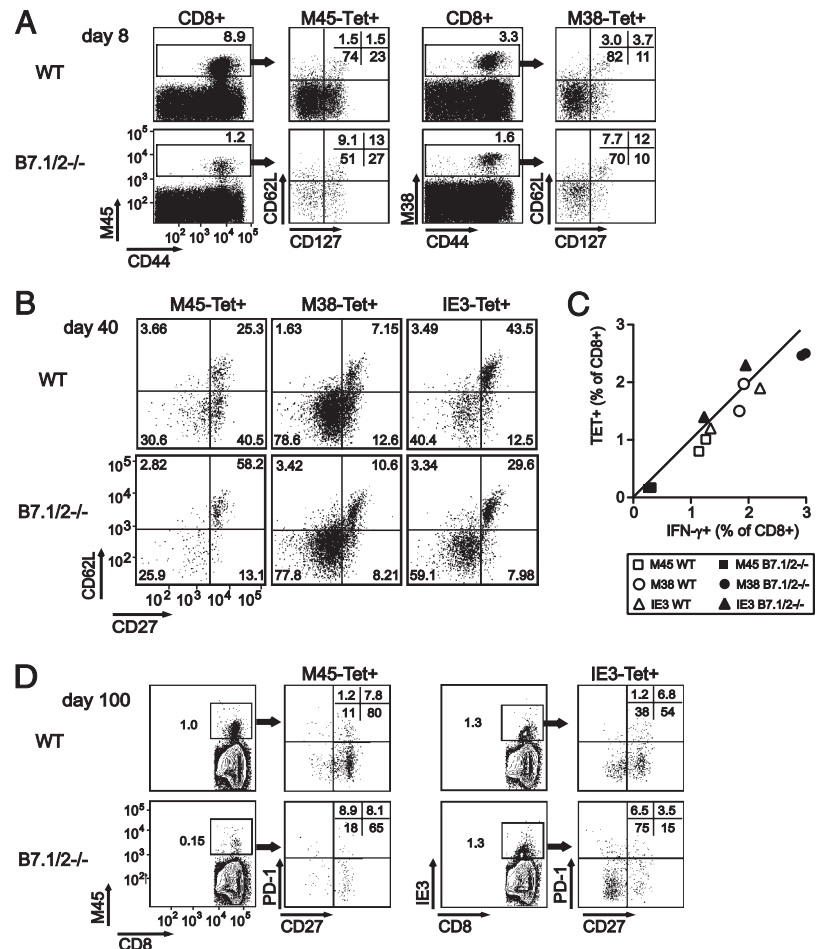 A
day 8
CD8+ M45-Tet+ CD8+ M38-Tet+
WT
8.9
1.5 1.5
74 23
3.3
3.0 3.7
82 11
B7.1/2-/-
10^5
10^4
10^3
10^2
1.2
9.1 13
51 27
1.6
7.7 12
70 10
M45
CD62L
M38
CD62L
10^2 10^3 10^4 10^5
CD44
CD127
CD44
CD127
B
day 40
M45-Tet+ M38-Tet+ IE3-Tet+
WT
3.66 25.3 1.63 7.15 3.49 43.5
30.6 40.5 78.6 12.6 40.4 12.5
B7.1/2-/-
10^5
10^4
10^3
10^2
2.82 58.2 3.42 10.6 3.34 29.6
25.9 13.1 77.8 8.21 59.1 7.98
CD62L
10^2 10^3 10^4 10^5
CD27
C
TET+ (% of CD8+)
3
2
1
0
0 1 2 3
IFN-γ+ (% of CD8+)
M45 WT M45 B7.1/2-/-
M38 WT M38 B7.1/2-/-
IE3 WT IE3 B7.1/2-/-
D
day 100
M45-Tet+ IE3-Tet+
WT
1.0
1.2 7.8
11 80
1.3
1.2 6.8
38 54
B7.1/2-/-
10^5
10^4
10^3
10^2
0.15
8.9 8.1
18 65
1.3
6.5 3.5
75 15
M45
PD-1
IE3
PD-1
10^2 10^3 10^4 10^5
CD8
CD27
CD8
CD27